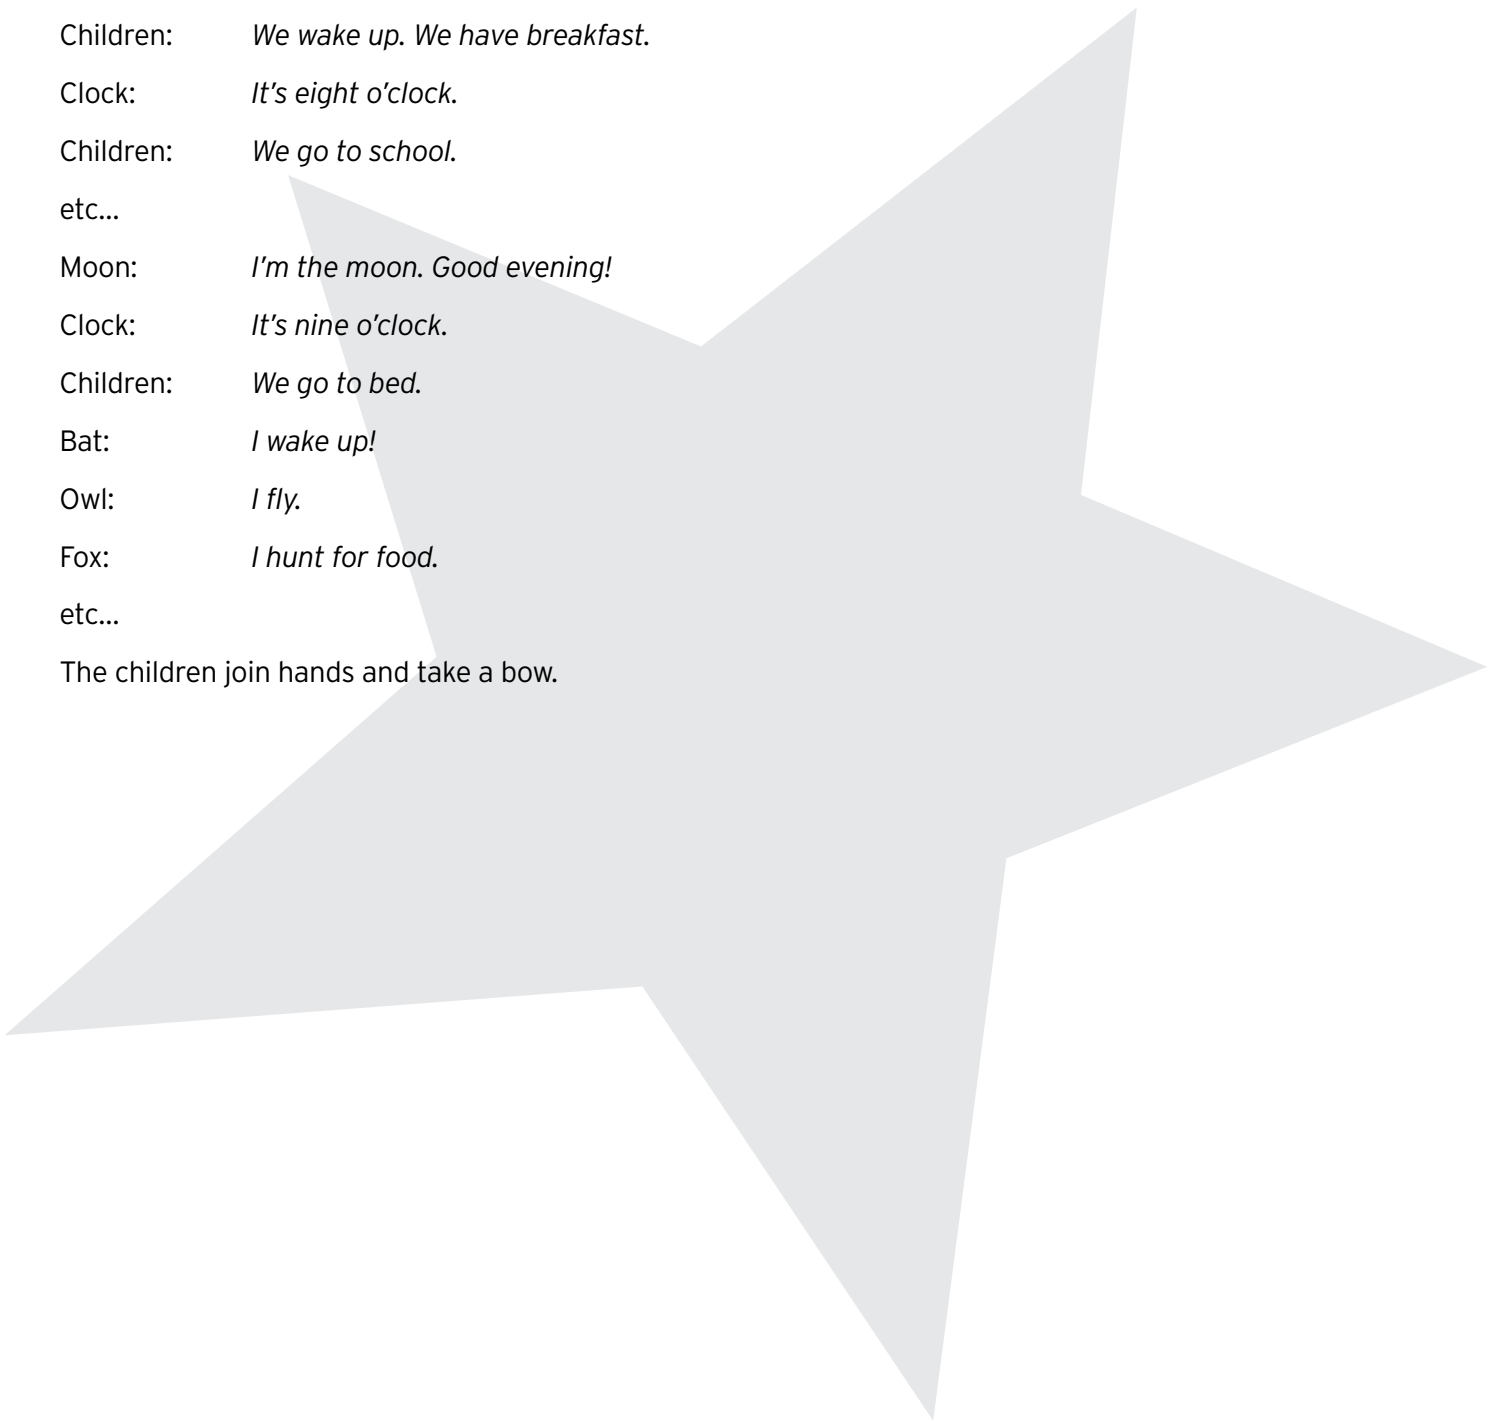 Children: We wake up. We have breakfast.
Clock: It’s eight o’clock.
Children: We go to school.
etc...
Moon: I’m the moon. Good evening!
Clock: It’s nine o’clock.
Children: We go to bed.
Bat: I wake up!
Owl: I fly.
Fox: I hunt for food.
etc...
The children join hands and take a bow.